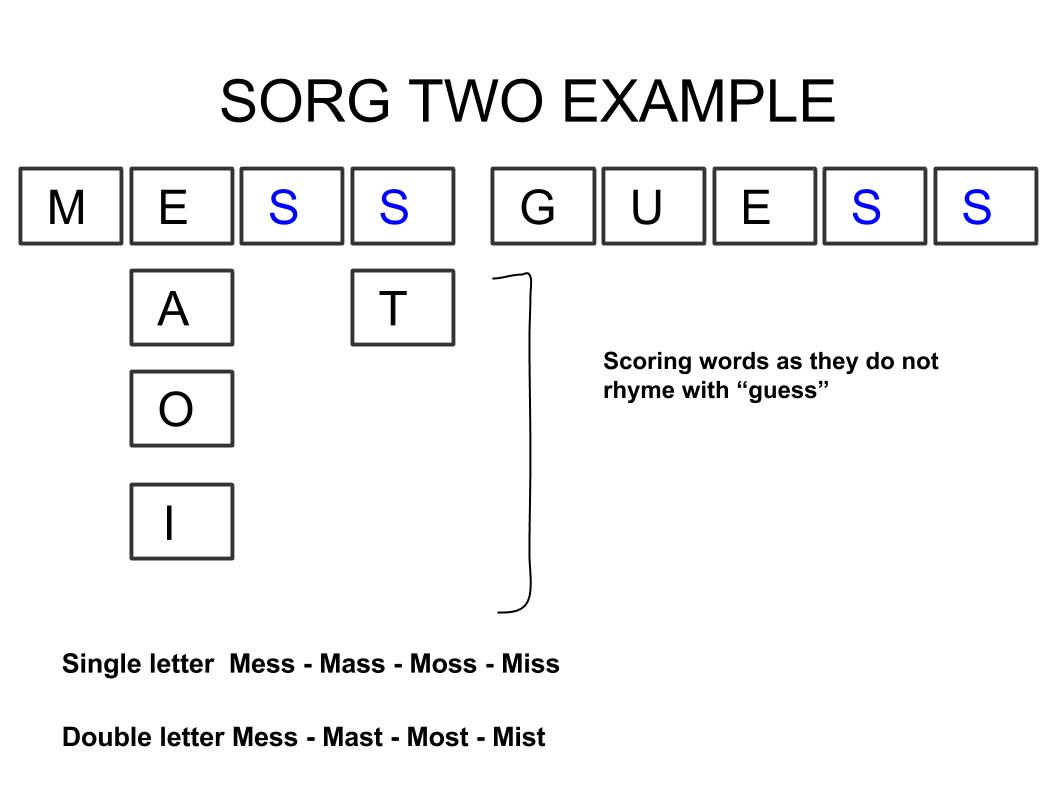 SORG TWO EXAMPLE
M E S S G U E S S
A T
O
I
Scoring words as they do not
rhyme with “guess”
Single letter  Mess - Mass - Moss - Miss
Double letter Mess - Mast - Most - Mist